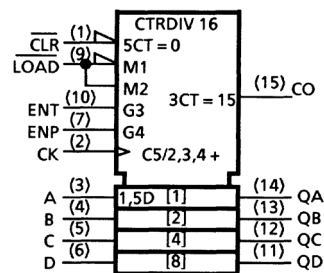 CTRDIV 16
CLR (1) 5CT = 0
LOAD (9) M1
M2
ENT (10) G3 3CT = 15 (15) CO
ENP (7) G4
CK (2) C5/2,3,4 +
A (3) 1,5D [1] (14) QA
B (4) [2] (13) QB
C (5) [4] (12) QC
D (6) [8] (11) QD